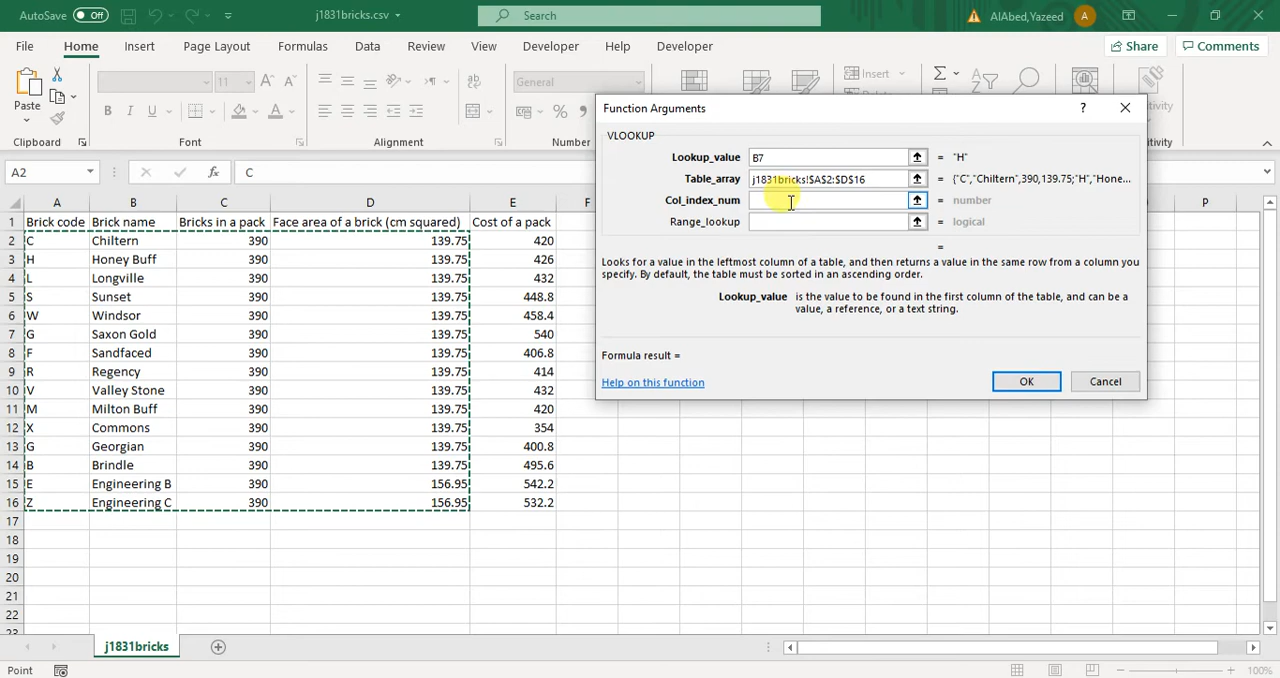 AutoSave Off j1831bricks.csv Search AlAbed,Yazeed A
File Home Insert Page Layout Formulas Data Review View Developer Help Developer Share Comments
Paste 11 A A General Insert
B I U
Clipboard Font Alignment Number
Function Arguments ? ×
VLOOKUP
Lookup_value B7 = "H"
Table_array j1831bricks!$A$2:$D$16 = {"C","Chiltern",390,139.75;"H","Hone...
Col_index_num = number
Range_lookup = logical
=
Looks for a value in the leftmost column of a table, and then returns a value in the same row from a column you
specify. By default, the table must be sorted in an ascending order.
Lookup_value is the value to be found in the first column of the table, and can be a
value, a reference, or a text string.
Formula result =
Help on this function OK Cancel
A2 fx C
A B C D E F P
1 Brick code Brick name Bricks in a pack Face area of a brick (cm squared) Cost of a pack
2 C Chiltern 390 139.75 420
3 H Honey Buff 390 139.75 426
4 L Longville 390 139.75 432
5 S Sunset 390 139.75 448.8
6 W Windsor 390 139.75 458.4
7 G Saxon Gold 390 139.75 540
8 F Sandfaced 390 139.75 406.8
9 R Regency 390 139.75 414
10 V Valley Stone 390 139.75 432
11 M Milton Buff 390 139.75 420
12 X Commons 390 139.75 354
13 G Georgian 390 139.75 400.8
14 B Brindle 390 139.75 495.6
15 E Engineering B 390 156.95 542.2
16 Z Engineering C 390 156.95 532.2
17
18
19
20
21
22
23
j1831bricks
Point 100%